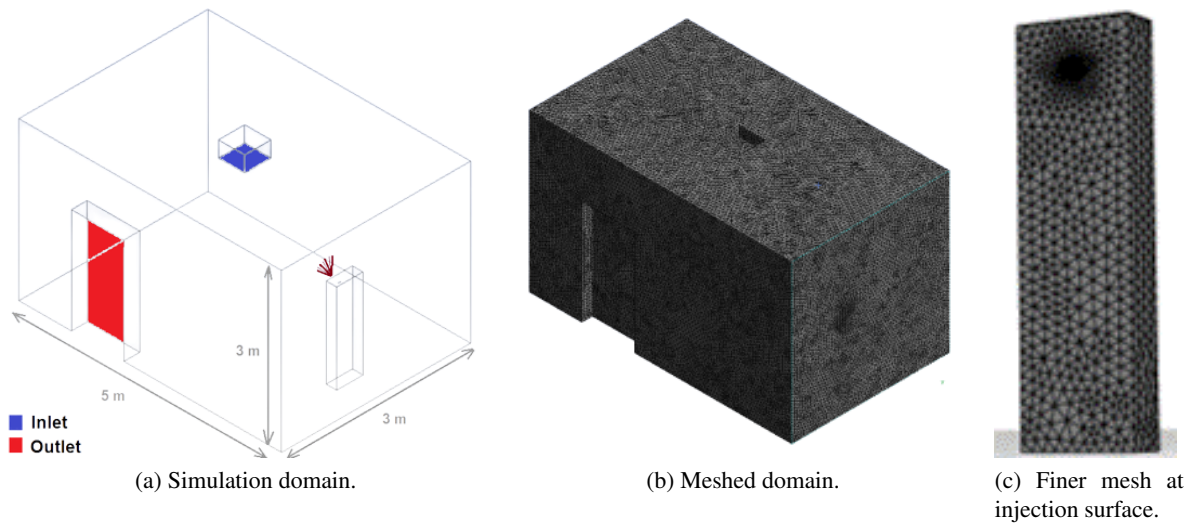 3 m
5 m
3 m
Inlet
Outlet
(a) Simulation domain.
(b) Meshed domain.
(c) Finer mesh at
injection surface.